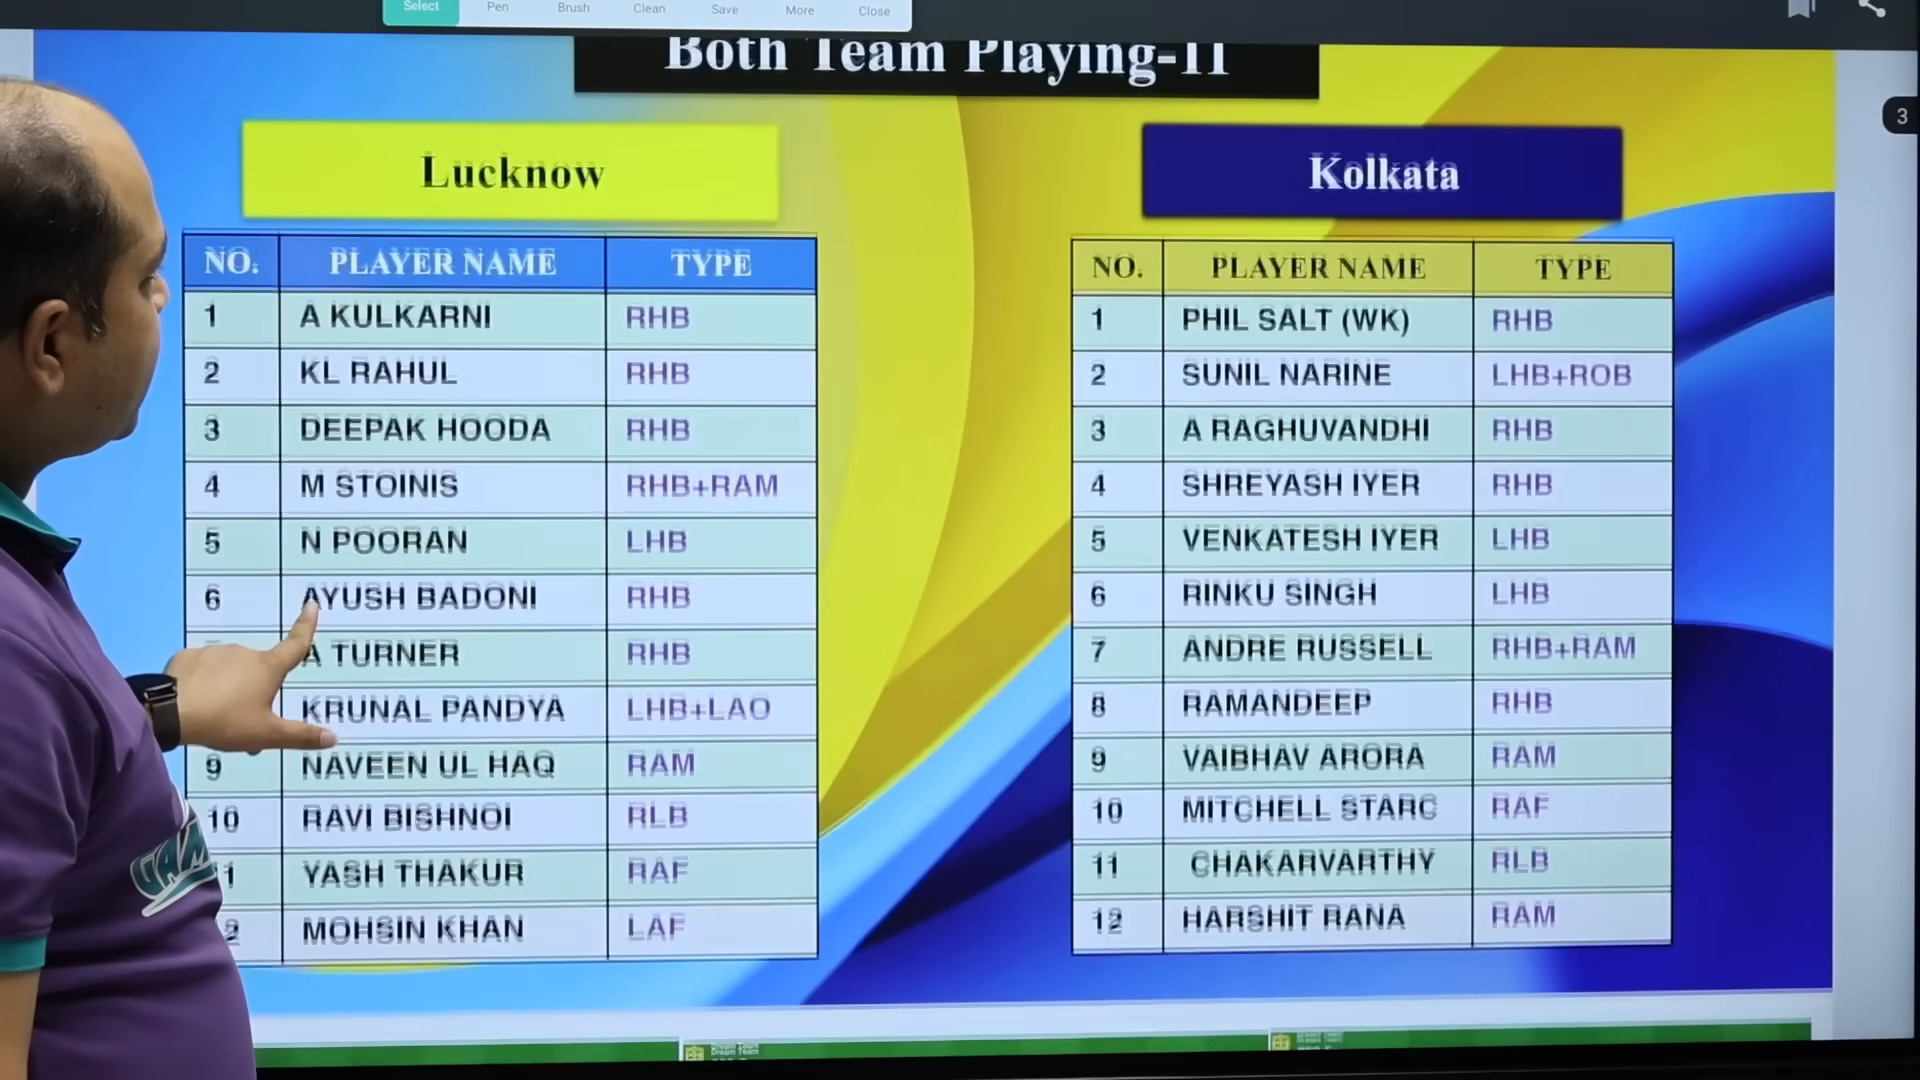 Select Pen Brush Clean Save More Close
Both Team Playing-11
3
Lucknow
NO. PLAYER NAME TYPE
1 A KULKARNI RHB
2 KL RAHUL RHB
3 DEEPAK HOODA RHB
4 M STOINIS RHB+RAM
5 N POORAN LHB
6 AYUSH BADONI RHB
A TURNER RHB
KRUNAL PANDYA LHB+LAO
9 NAVEEN UL HAQ RAM
10 RAVI BISHNOI RLB
1 YASH THAKUR RAF
2 MOHSIN KHAN LAF
Kolkata
NO. PLAYER NAME TYPE
1 PHIL SALT (WK) RHB
2 SUNIL NARINE LHB+ROB
3 A RAGHUVANDHI RHB
4 SHREYASH IYER RHB
5 VENKATESH IYER LHB
6 RINKU SINGH LHB
7 ANDRE RUSSELL RHB+RAM
8 RAMANDEEP RHB
9 VAIBHAV ARORA RAM
10 MITCHELL STARC RAF
11 CHAKARVARTHY RLB
12 HARSHIT RANA RAM
GAM
Dream Team